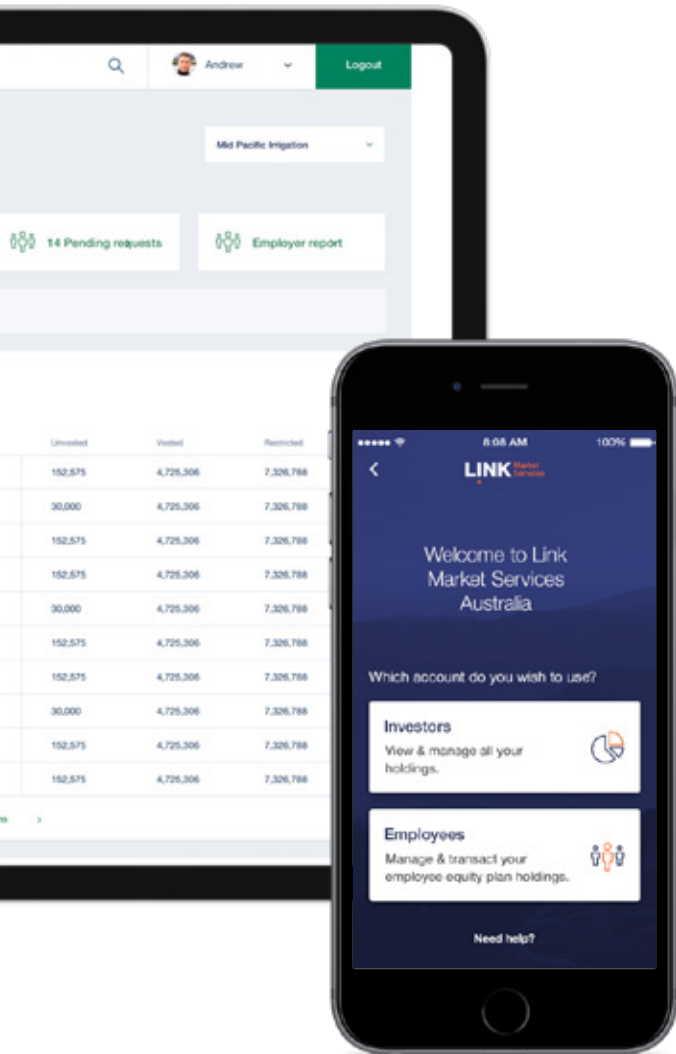 Andrew
Logout
Mid Pacific Irrigation
14 Pending requests
Employer report
Unvested Vested Restricted
152,575 4,725,306 7,326,788
30,000 4,725,306 7,326,788
152,575 4,725,306 7,326,788
152,575 4,725,306 7,326,788
30,000 4,725,306 7,326,788
152,575 4,725,306 7,326,788
152,575 4,725,306 7,326,788
30,000 4,725,306 7,326,788
152,575 4,725,306 7,326,788
152,575 4,725,306 7,326,788
8:08 AM 100%
LINK Market
Services
Welcome to Link
Market Services
Australia
Which account do you wish to use?
Investors
View & manage all your
holdings.
Employees
Manage & transact your
employee equity plan holdings.
Need help?